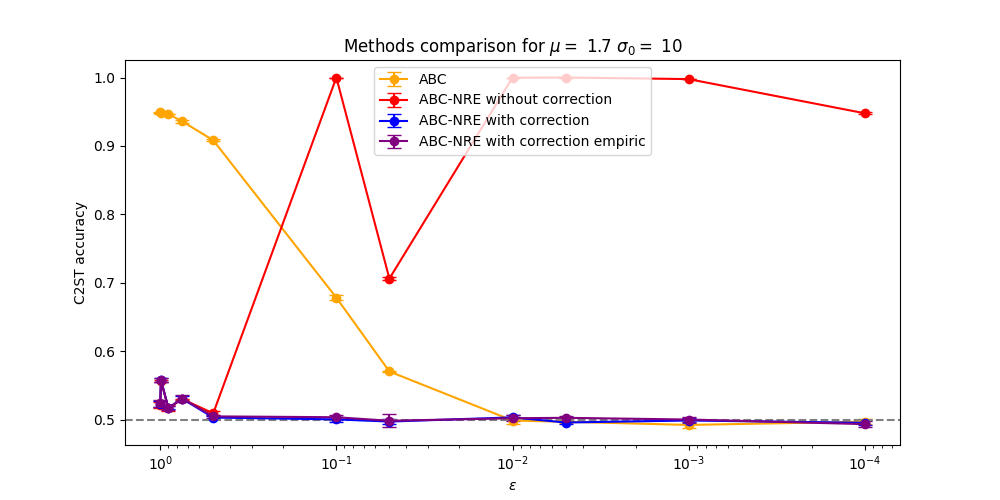 Methods comparison for μ = 1.7 σ₀ = 10
ABC
ABC-NRE without correction
ABC-NRE with correction
ABC-NRE with correction empiric
C2ST accuracy
1.0
0.9
0.8
0.7
0.6
0.5
10⁰ 10⁻¹ 10⁻² 10⁻³ 10⁻⁴
ε